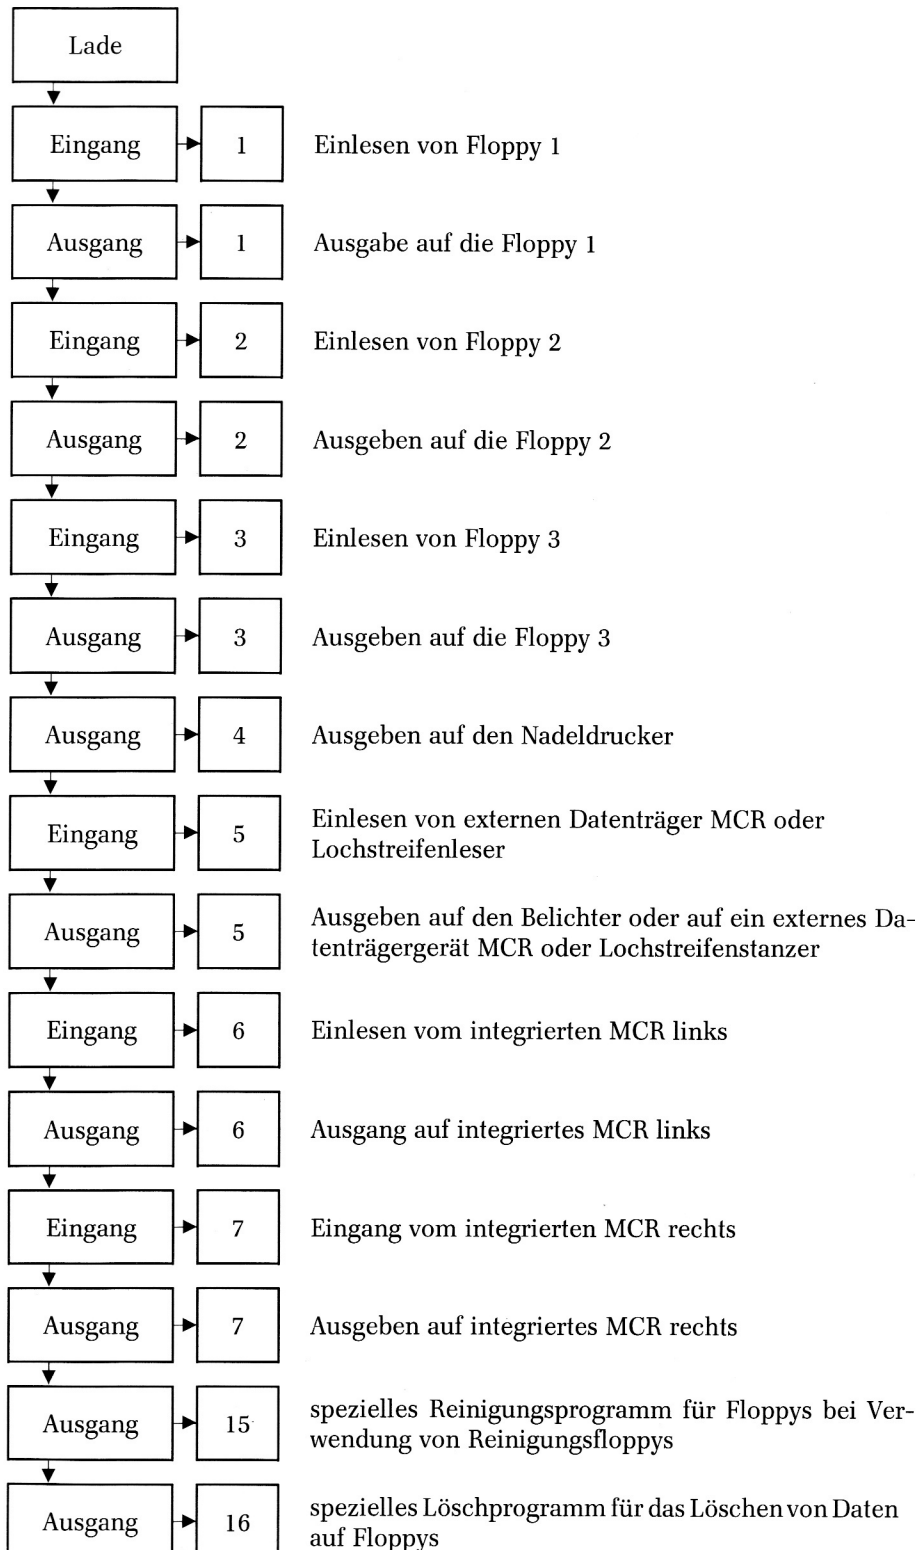 Lade
Eingang 1 Einlesen von Floppy 1
Ausgang 1 Ausgabe auf die Floppy 1
Eingang 2 Einlesen von Floppy 2
Ausgang 2 Ausgeben auf die Floppy 2
Eingang 3 Einlesen von Floppy 3
Ausgang 3 Ausgeben auf die Floppy 3
Ausgang 4 Ausgeben auf den Nadeldrucker
Eingang 5 Einlesen von externen Datenträger MCR oder
Lochstreifenleser
Ausgang 5 Ausgeben auf den Belichter oder auf ein externes Da-
tenträgergerät MCR oder Lochstreifenstanzer
Eingang 6 Einlesen vom integrierten MCR links
Ausgang 6 Ausgang auf integriertes MCR links
Eingang 7 Eingang vom integrierten MCR rechts
Ausgang 7 Ausgeben auf integriertes MCR rechts
Ausgang 15 spezielles Reinigungsprogramm für Floppys bei Ver-
wendung von Reinigungsfloppys
Ausgang 16 spezielles Löschprogramm für das Löschen von Daten
auf Floppys